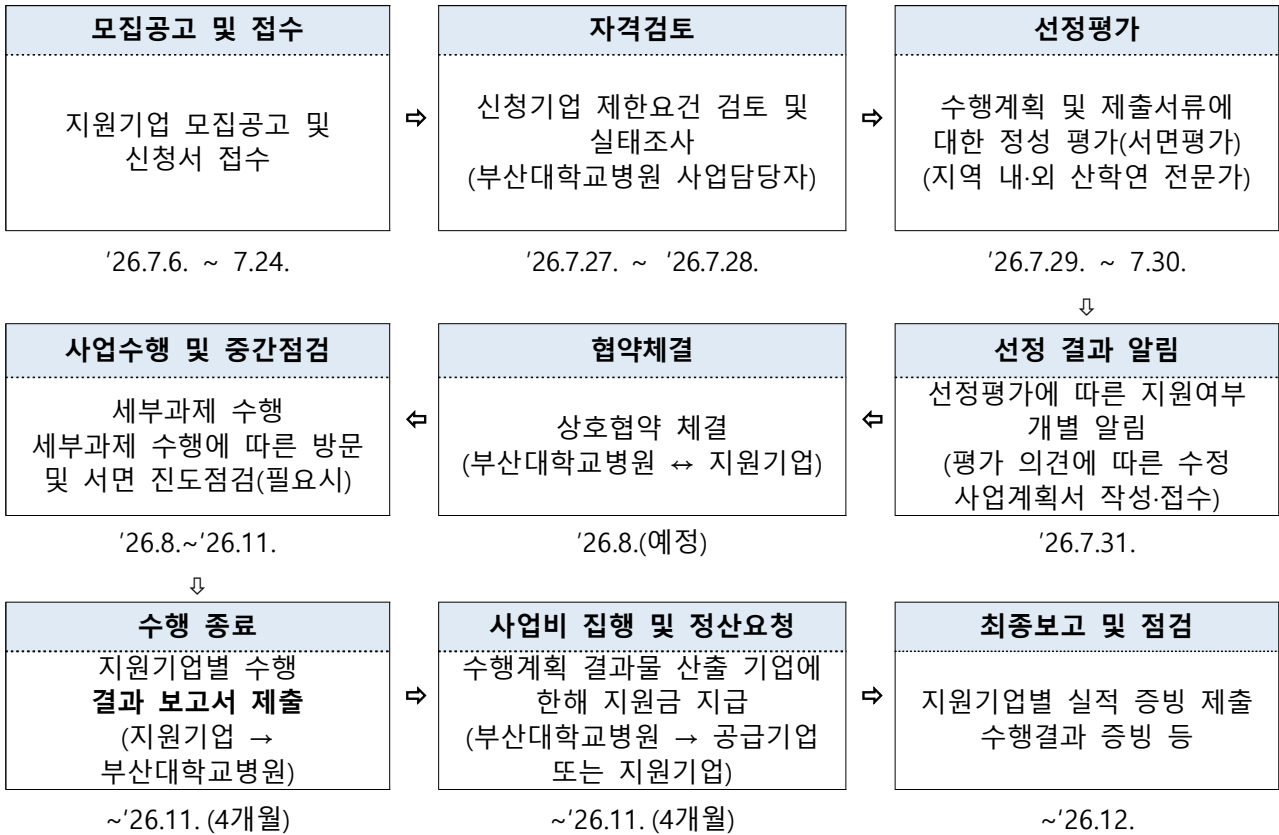 모집공고 및 접수
지원기업 모집공고 및
신청서 접수
'26.7.6. ~ 7.24.
⇨
자격검토
신청기업 제한요건 검토 및
실태조사
(부산대학교병원 사업담당자)
'26.7.27. ~ '26.7.28.
⇨
선정평가
수행계획 및 제출서류에
대한 정성 평가(서면평가)
(지역 내·외 산학연 전문가)
'26.7.29. ~ 7.30.
⇩
선정 결과 알림
선정평가에 따른 지원여부
개별 알림
(평가 의견에 따른 수정
사업계획서 작성·접수)
'26.7.31.
⇦
협약체결
상호협약 체결
(부산대학교병원 ↔ 지원기업)
'26.8.(예정)
⇦
사업수행 및 중간점검
세부과제 수행
세부과제 수행에 따른 방문
및 서면 진도점검(필요시)
'26.8.~'26.11.
⇩
수행 종료
지원기업별 수행
결과 보고서 제출
(지원기업 →
부산대학교병원)
~'26.11. (4개월)
⇨
사업비 집행 및 정산요청
수행계획 결과물 산출 기업에
한해 지원금 지급
(부산대학교병원 → 공급기업
또는 지원기업)
~'26.11. (4개월)
⇨
최종보고 및 점검
지원기업별 실적 증빙 제출
수행결과 증빙 등
~'26.12.